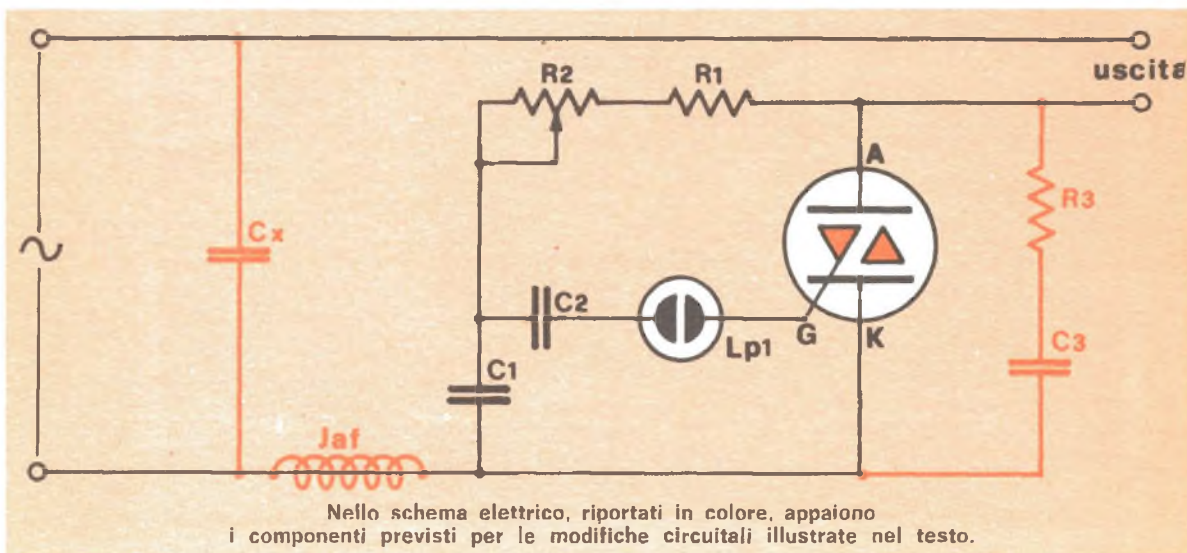 R2
R1
uscita
A
R3
Cx
C2
Lp1
G
K
C1
C3
Jaf
Nello schema elettrico, riportati in colore, appaiono
i componenti previsti per le modifiche circuitali illustrate nel testo.